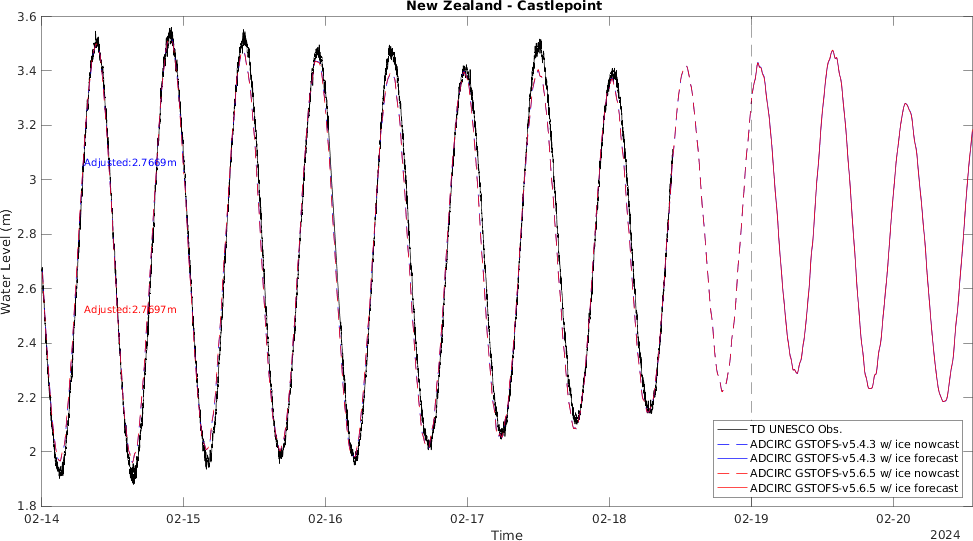 New Zealand - Castlepoint
Water Level (m)
3.6
3.4
3.2
3
2.8
2.6
2.4
2.2
2
1.8
Adjusted:2.7669m
Adjusted:2.7697m
TD UNESCO Obs.
ADCIRC GSTOFS-v5.4.3 w/ ice nowcast
ADCIRC GSTOFS-v5.4.3 w/ ice forecast
ADCIRC GSTOFS-v5.6.5 w/ ice nowcast
ADCIRC GSTOFS-v5.6.5 w/ ice forecast
02-14 02-15 02-16 02-17 02-18 02-19 02-20
Time
2024